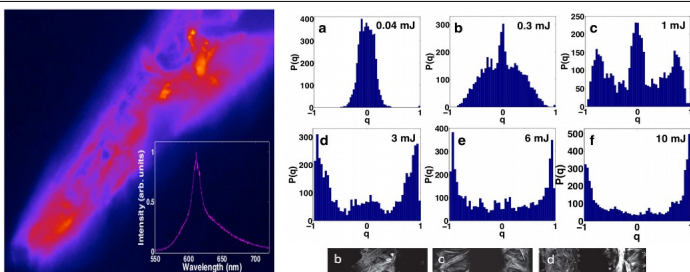 Intensity (arb. units)
1
0.5
0
550
600
650
700
Wavelength (nm)
a
0.04 mJ
P(q)
400
300
200
100
0
−1
0
1
q
b
0.3 mJ
P(q)
300
200
100
0
−1
0
1
q
c
1 mJ
P(q)
250
200
150
100
50
0
−1
0
1
q
d
3 mJ
P(q)
300
200
100
0
−1
0
1
q
e
6 mJ
P(q)
400
300
200
100
0
−1
0
1
q
f
10 mJ
P(q)
500
400
300
200
100
0
−1
0
1
q
b
c
d